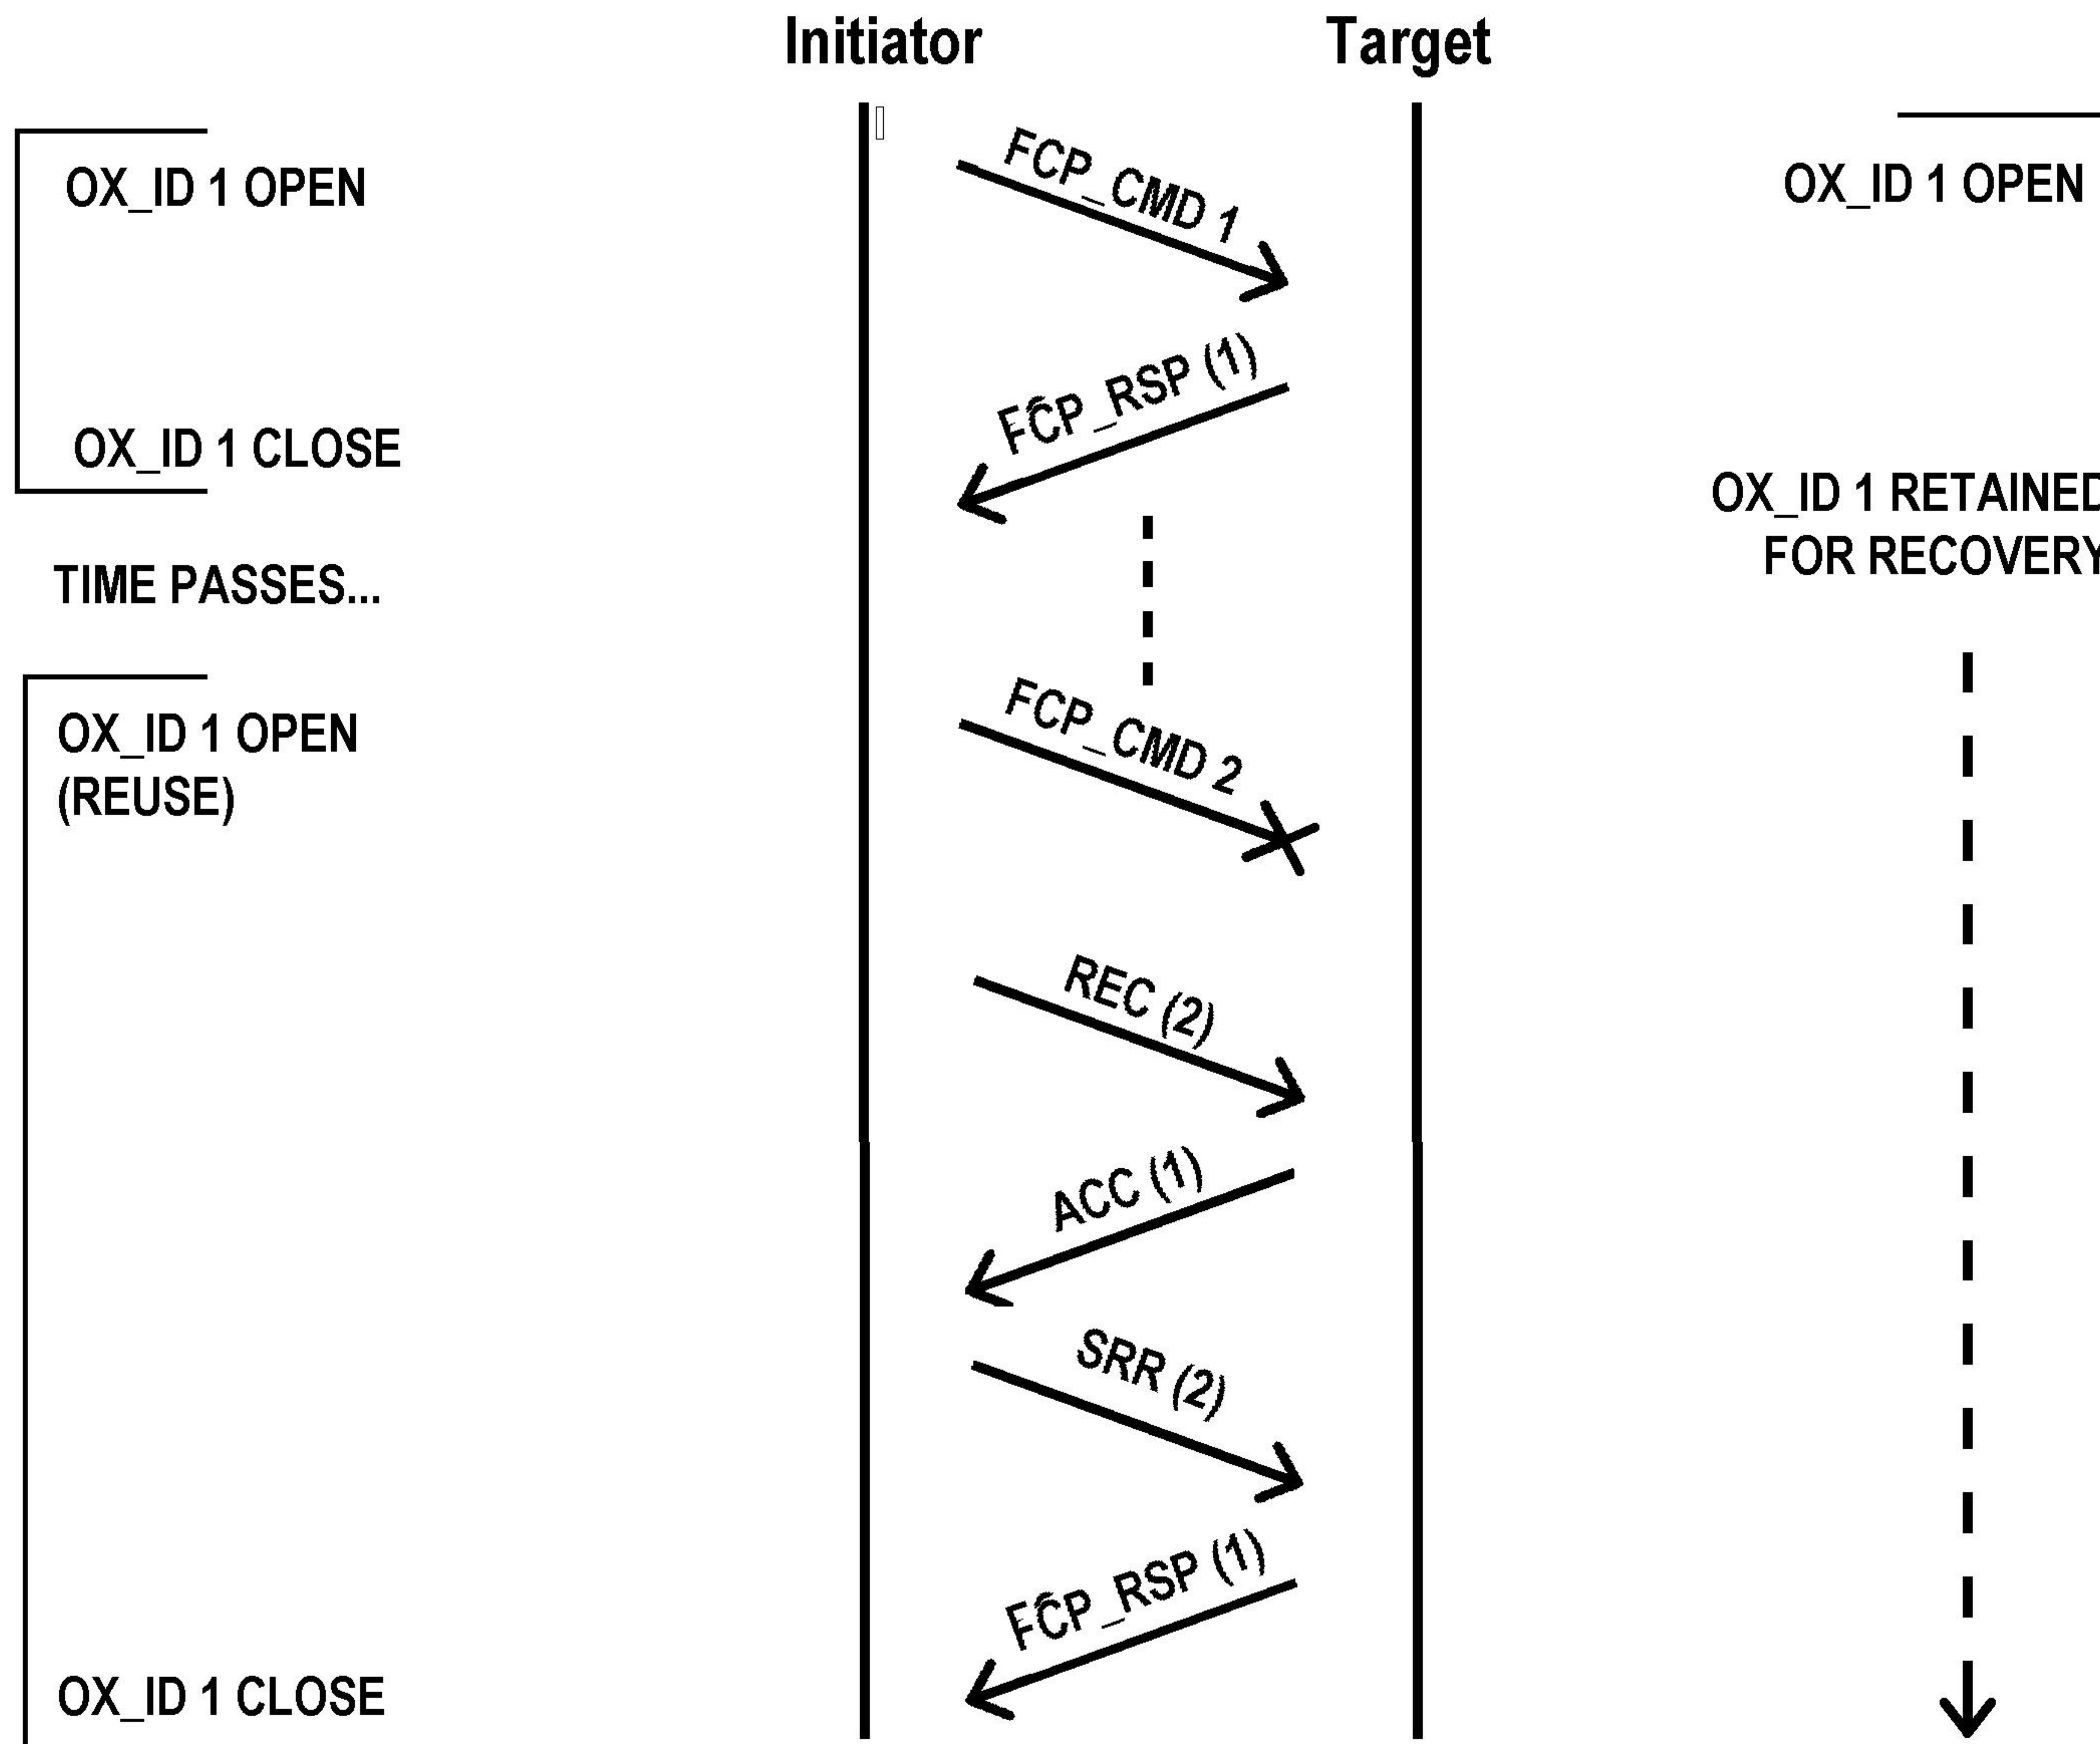 Initiator
Target
OX_ID 1 OPEN
FCP_CMD 1
OX_ID 1 OPEN
FCP_RSP (1)
OX_ID 1 CLOSE
OX_ID 1 RETAINED
FOR RECOVERY
TIME PASSES...
OX_ID 1 OPEN
(REUSE)
FCP_CMD 2
REC (2)
ACC (1)
SRR (2)
FCP_RSP (1)
OX_ID 1 CLOSE